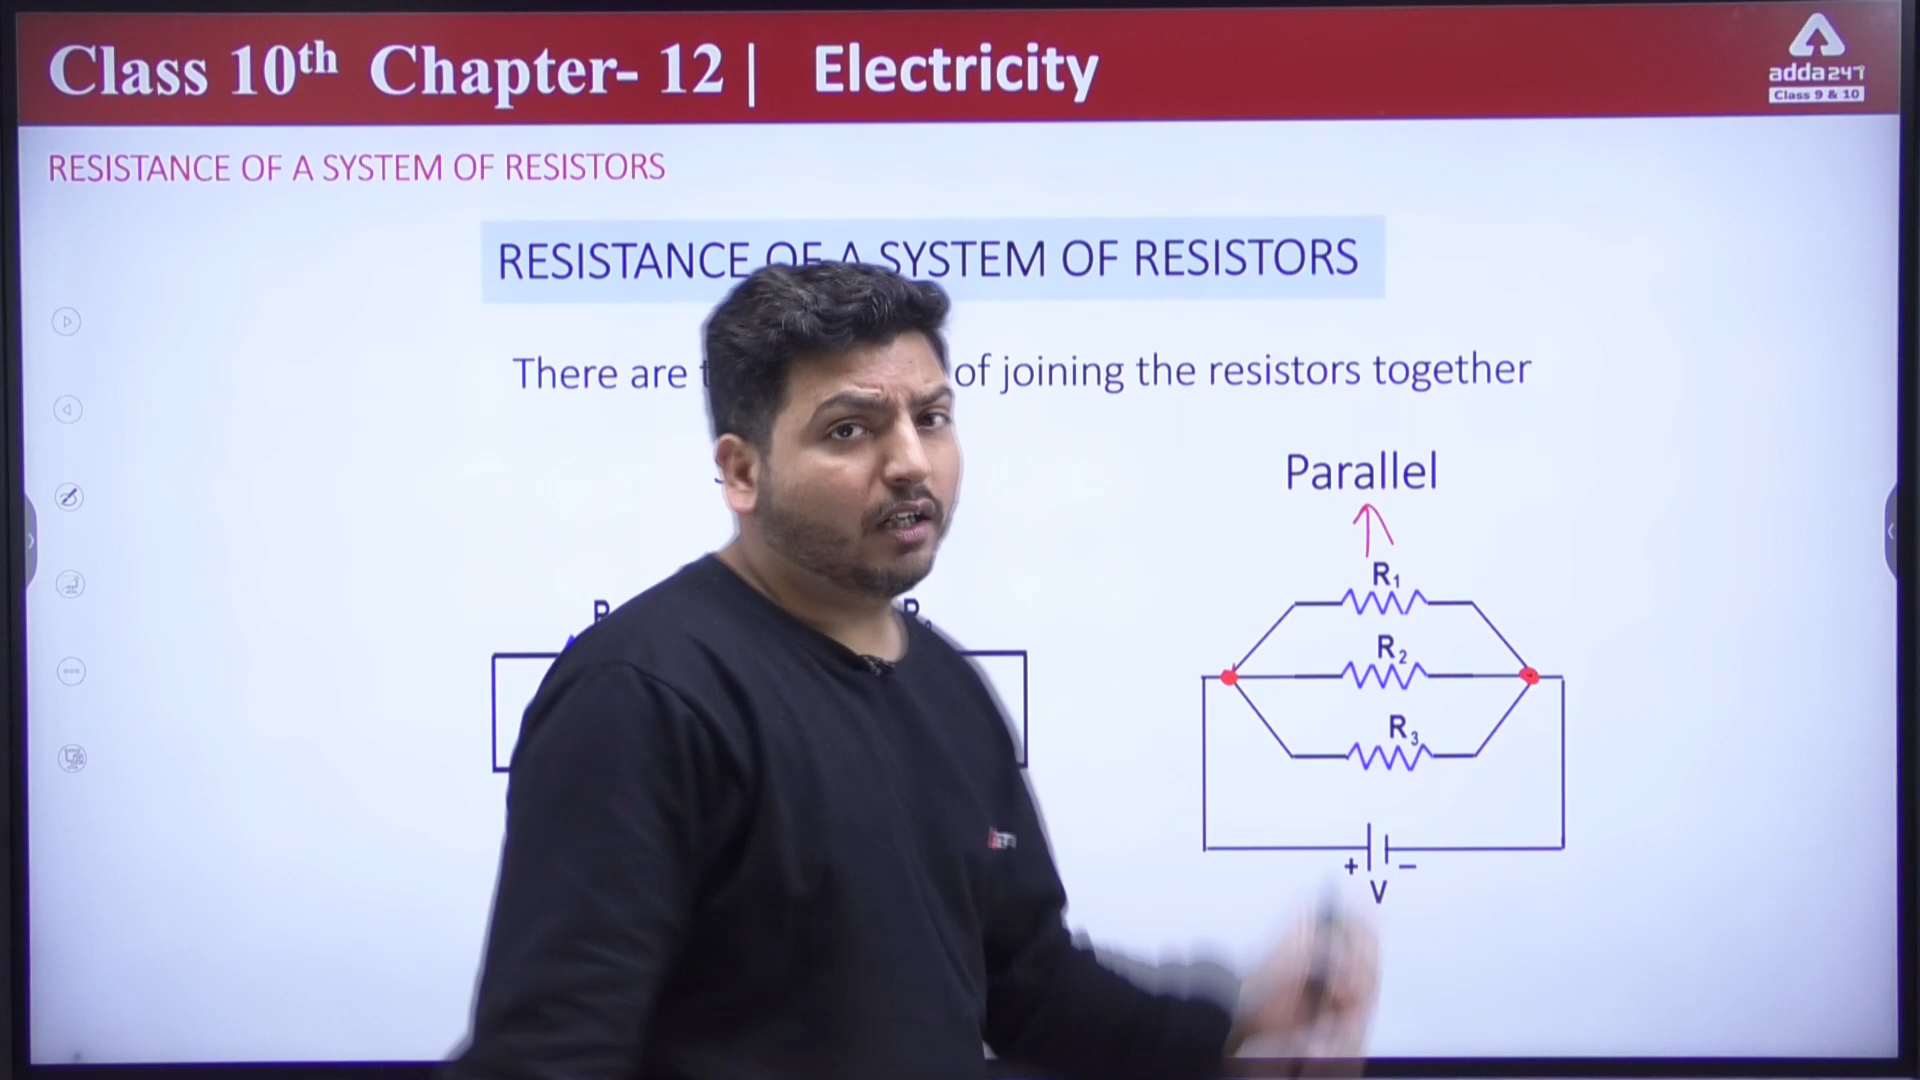 Class 10th Chapter- 12 | Electricity
adda247
Class 9 & 10
RESISTANCE OF A SYSTEM OF RESISTORS
RESISTANCE OF A SYSTEM OF RESISTORS
There are of joining the resistors together
Parallel
R1
R2
R3
+ −
V